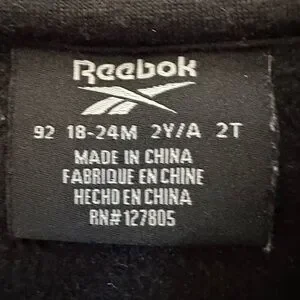 Reebok
92 18-24M 2Y/A 2T
MADE IN CHINA
FABRIQUE EN CHINE
HECHO EN CHINA
RN#127805